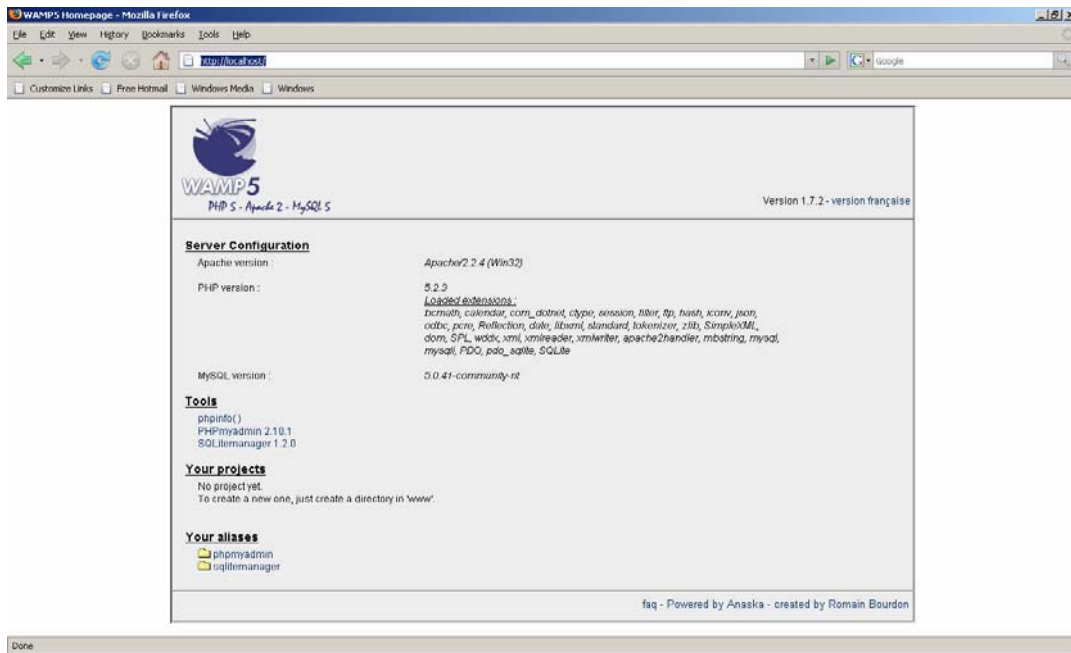 WAMP5 Homepage - Mozilla Firefox
File Edit View History Bookmarks Tools Help
http://localhost/
Google
Customize Links Free Hotmail Windows Media Windows
WAMP5
PHP 5 - Apache 2 - MySQL 5
Version 1.7.2 - version française
Server Configuration
Apache version : Apache/2.2.4 (Win32)
PHP version : 5.2.3
Loaded extensions :
bcmath, calendar, com_dotnet, ctype, session, filter, ftp, hash, iconv, json,
odbc, pcre, Reflection, date, libxml, standard, tokenizer, zlib, SimpleXML,
dom, SPL, wddx, xml, xmlreader, xmlwriter, apache2handler, mbstring, mysql,
mysqli, PDO, pdo_sqlite, SQLite
MySQL version : 5.0.41-community-nt
Tools
phpinfo()
PHPmyadmin 2.10.1
SQLitemanager 1.2.0
Your projects
No project yet.
To create a new one, just create a directory in 'www'.
Your aliases
phpmyadmin
sqlitemanager
faq - Powered by Anaska - created by Romain Bourdon
Done